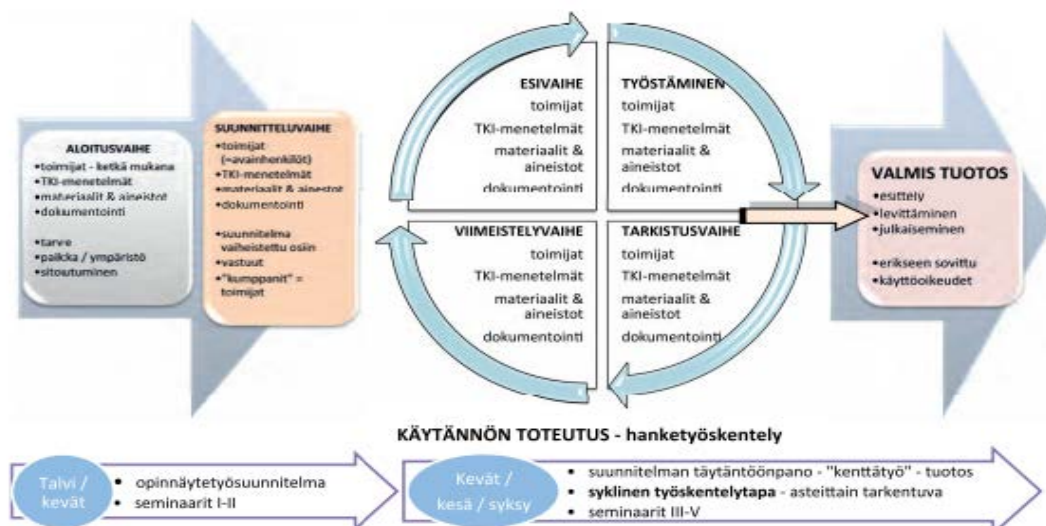 ALOITUSVAIHE
•toimijat - ketkä mukana
•TKI-menetelmät
•materiaalit & aineistot
•dokumentointi
•tarve
•paikka / ympäristö
•sitoutuminen
SUUNNITTELUVAIHE
•toimijat
(=avainhenkilöt)
•TKI-menetelmät
•materiaalit & ainestot
•dokumentointi
•suunnitelma
vaiheistettu osiin
•vastuut
•"kumppanit" =
toimijat
ESIVAIHE
toimijat
TKI-menetelmät
materiaalit &
aineistot
dokumentointi
TYÖSTÄMINEN
toimijat
TKI-menetelmät
materiaalit &
aineistot
dokumentointi
VIIMEISTELYVAIHE
toimijat
TKI-menetelmät
materiaalit &
aineistot
dokumentointi
TARKISTUSVAIHE
toimijat
TKI-menetelmät
materiaalit &
aineistot
dokumentointi
VALMIS TUOTOS
•esittely
•levittäminen
•julkaiseminen
•erikseen sovittu
•käyttöoikeudet
KÄYTÄNNÖN TOTEUTUS - hanketyöskentely
Talvi /
kevät
• opinnäytetyösuunnitelma
• seminaarit I-II
Kevät /
kesä / syksy
• suunnitelman täytäntöönpano - "kenttätyö" - tuotos
• syklinen työskentelytapa - asteittain tarkentuva
• seminaarit III-V